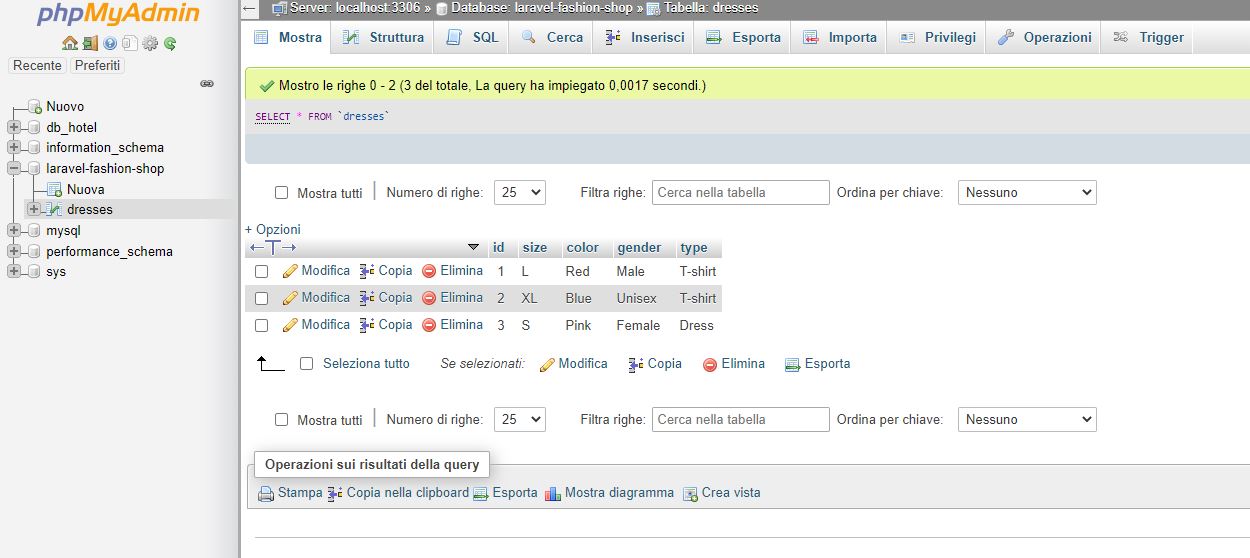 phpMyAdmin
Recente Preferiti
Nuovo
db_hotel
information_schema
laravel-fashion-shop
Nuova
dresses
mysql
performance_schema
sys
Server: localhost:3306 » Database: laravel-fashion-shop » Tabella: dresses
Mostra Struttura SQL Cerca Inserisci Esporta Importa Privilegi Operazioni Trigger
Mostro le righe 0 - 2 (3 del totale, La query ha impiegato 0,0017 secondi.)
SELECT * FROM `dresses`
Mostra tutti Numero di righe: 25 Filtra righe: Cerca nella tabella Ordina per chiave: Nessuno
+ Opzioni
←T→ id size color gender type
Modifica Copia Elimina 1 L Red Male T-shirt
Modifica Copia Elimina 2 XL Blue Unisex T-shirt
Modifica Copia Elimina 3 S Pink Female Dress
Seleziona tutto Se selezionati: Modifica Copia Elimina Esporta
Mostra tutti Numero di righe: 25 Filtra righe: Cerca nella tabella Ordina per chiave: Nessuno
Operazioni sui risultati della query
Stampa Copia nella clipboard Esporta Mostra diagramma Crea vista